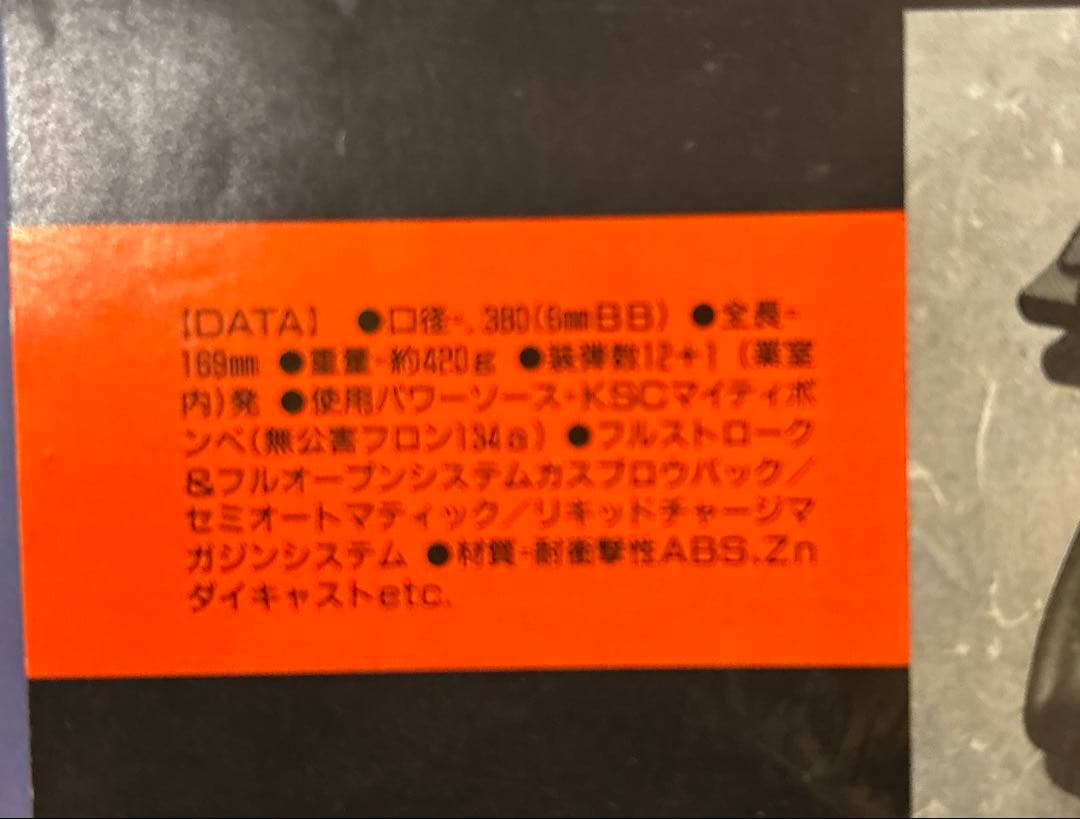 【DATA】 ●口径-.380(6mmBB) ●全長-
169mm ●重量-約420g ●装弾数12+1（薬室
内)発 ●使用パワーソース-KSCマイティボ
ンベ(無公害フロン134a) ●フルストローク
&フルオープンシステムガスブロウバック／
セミオートマティック／リキッドチャージマ
ガジンシステム ●材質-耐衝撃性ABS.Zn
ダイキャストetc.